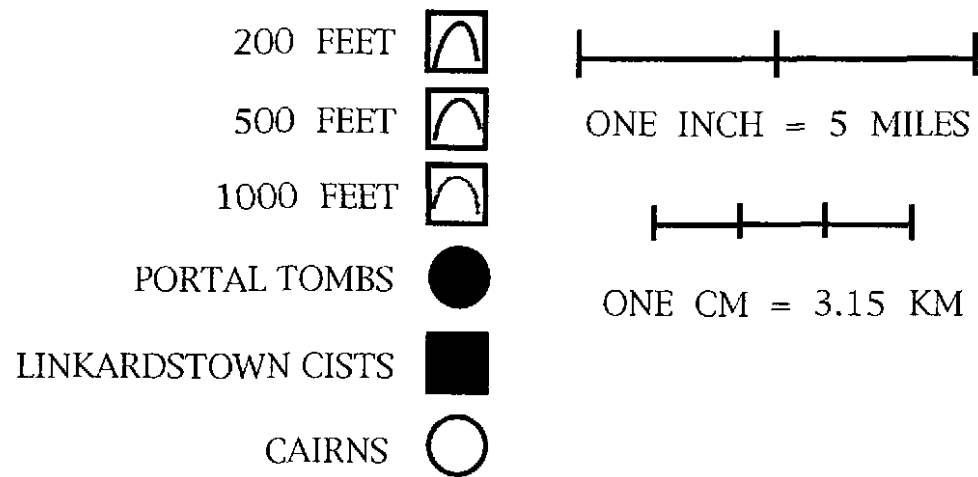 200 FEET
500 FEET
1000 FEET
PORTAL TOMBS
LINKARDSTOWN CISTS
CAIRNS
ONE INCH = 5 MILES
ONE CM = 3.15 KM